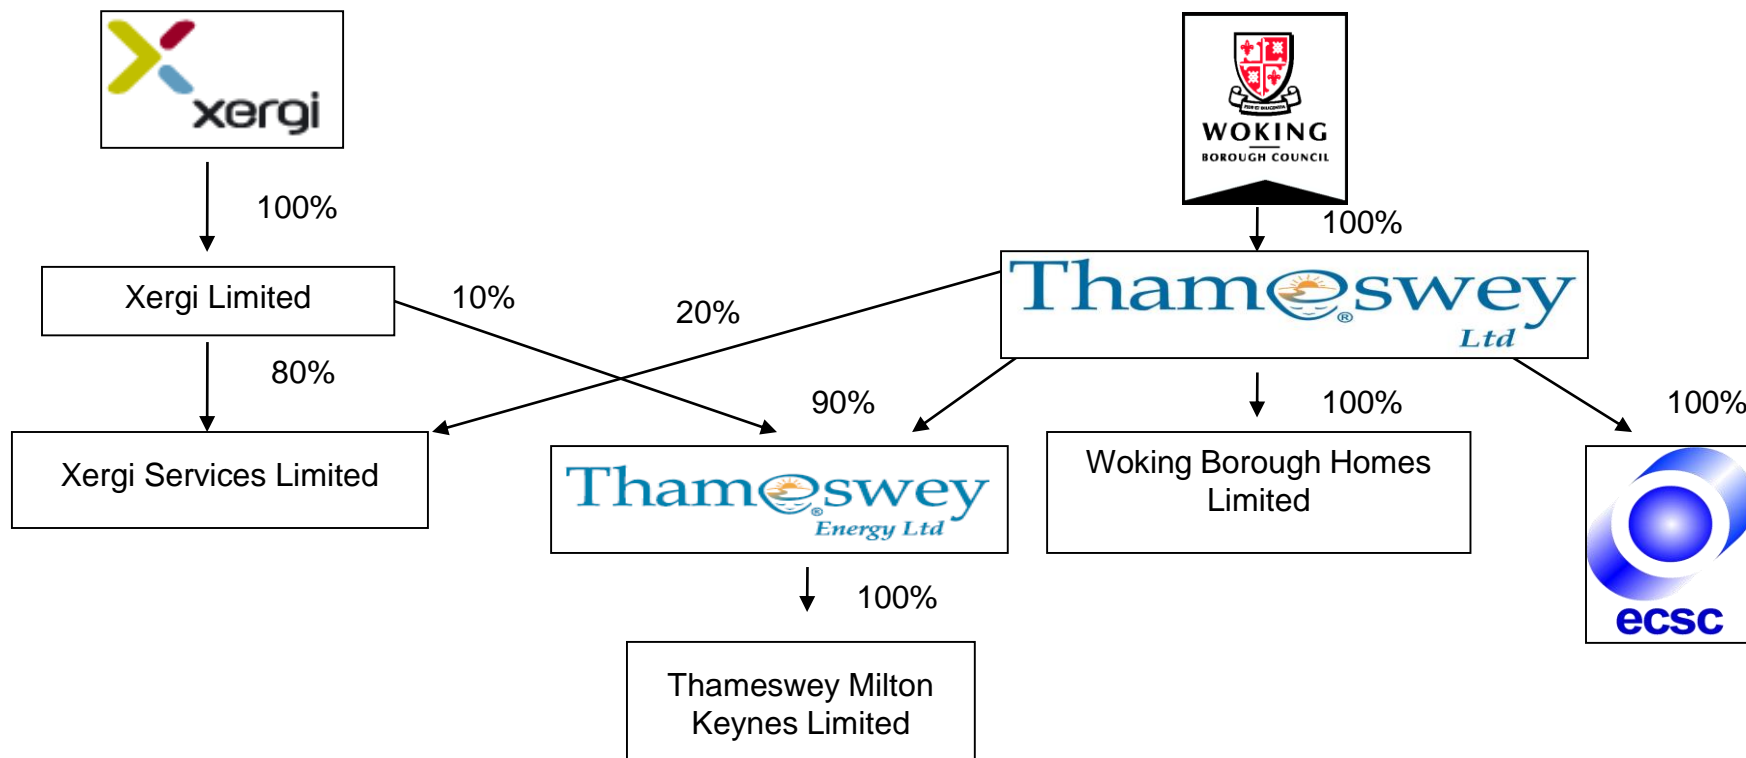 xergi
WOKING
BOROUGH COUNCIL
100%
100%
Xergi Limited
10%
20%
Thameswey
®
Ltd
80%
90%
100%
100%
Xergi Services Limited
Thameswey
®
Energy Ltd
Woking Borough Homes
Limited
ecsc
100%
Thameswey Milton
Keynes Limited